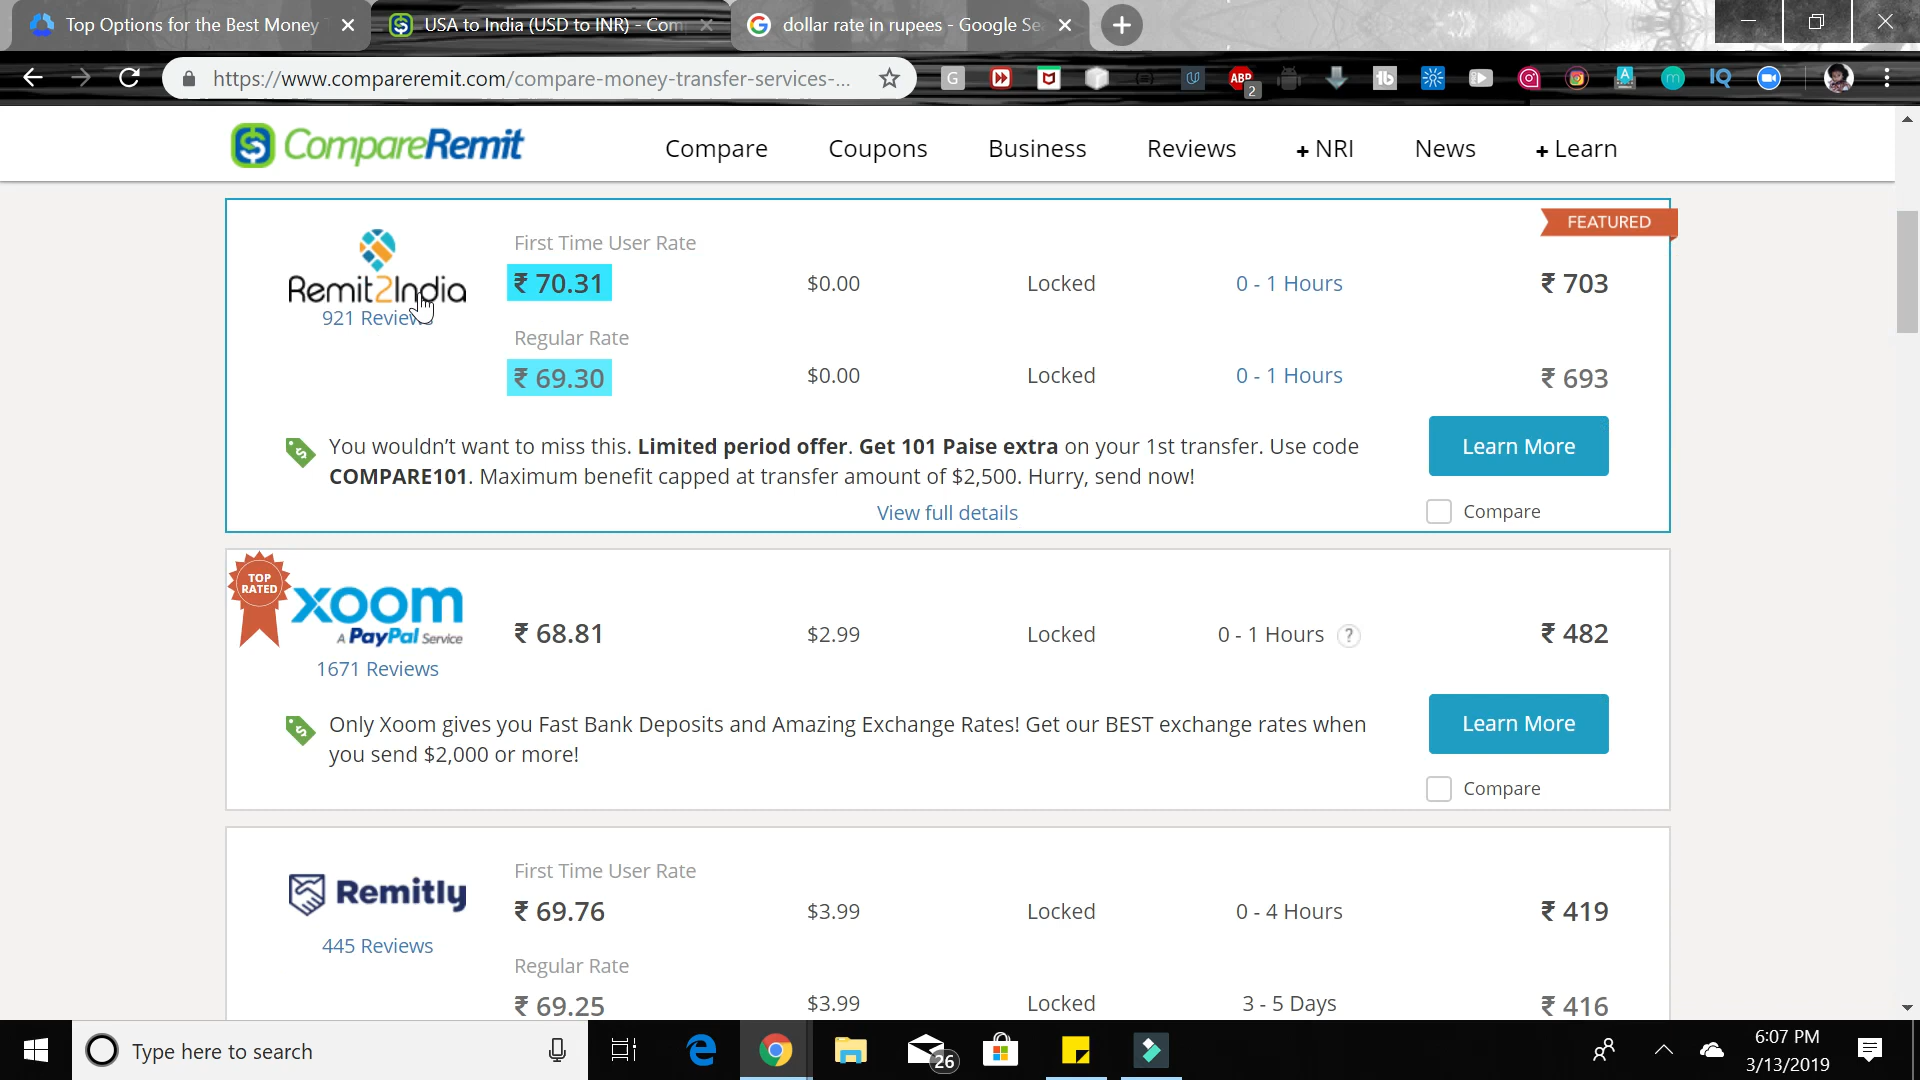 Top Options for the Best Money T
USA to India (USD to INR) - Com
dollar rate in rupees - Google Se
https://www.compareremit.com/compare-money-transfer-services-...
G
ABP
2
IQ
CompareRemit
Compare
Coupons
Business
Reviews
+ NRI
News
+ Learn
FEATURED
Remit2India
921 Reviews
First Time User Rate
₹ 70.31 $0.00 Locked 0 - 1 Hours ₹ 703
Regular Rate
₹ 69.30 $0.00 Locked 0 - 1 Hours ₹ 693
You wouldn't want to miss this. Limited period offer. Get 101 Paise extra on your 1st transfer. Use code
COMPARE101. Maximum benefit capped at transfer amount of $2,500. Hurry, send now!
Learn More
View full details
Compare
TOP
RATED
xoom
A PayPal Service
1671 Reviews
₹ 68.81 $2.99 Locked 0 - 1 Hours ? ₹ 482
Only Xoom gives you Fast Bank Deposits and Amazing Exchange Rates! Get our BEST exchange rates when
you send $2,000 or more!
Learn More
Compare
Remitly
445 Reviews
First Time User Rate
₹ 69.76 $3.99 Locked 0 - 4 Hours ₹ 419
Regular Rate
₹ 69.25 $3.99 Locked 3 - 5 Days ₹ 416
Type here to search
26
6:07 PM
3/13/2019